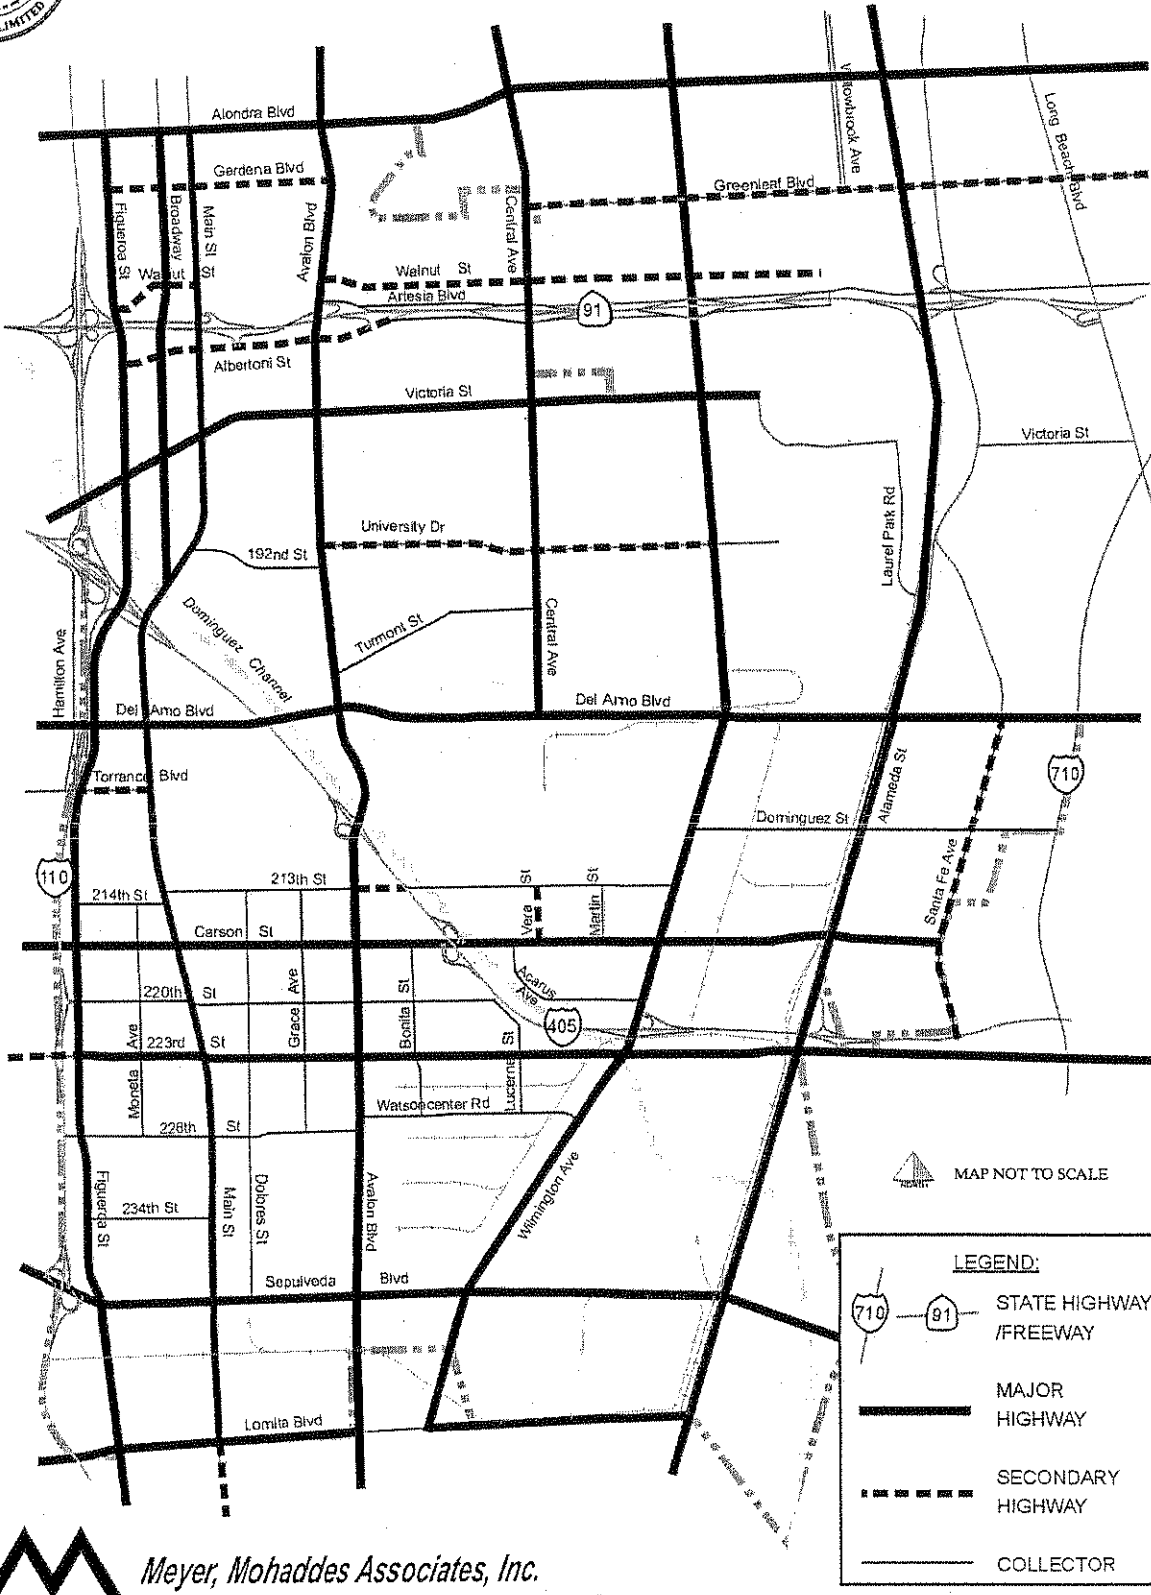 LIMITED
Alondra Blvd
Willowbrook Ave
Long Beach Blvd
Gerdena Blvd
Greenleaf Blvd
Figueroa St
Broadway
Main St
Avalon Blvd
Central Ave
Walnut St
Walnut St
Artesia Blvd
91
Albertoni St
Victoria St
Victoria St
Laurel Park Rd
University Dr
192nd St
Dominguez Channel
Turmont St
Central Ave
Hamilton Ave
Del Amo Blvd
Del Amo Blvd
Torrance Blvd
710
Alameda St
Dominguez St
Santa Fe Ave
110
213th St
214th St
Vera St
Martin St
Carson St
Acarus Ave
220th St
Grace Ave
Bonita St
405
Moneta Ave
223rd St
Lucerne St
Watsoncenter Rd
228th St
MAP NOT TO SCALE
NORTH
Figueroa St
234th St
Main St
Dolores St
Avalon Blvd
Wilmington Ave
Sepulveda Blvd
Lomita Blvd
LEGEND:
710
91
STATE HIGHWAY
/FREEWAY
MAJOR
HIGHWAY
SECONDARY
HIGHWAY
COLLECTOR
Meyer, Mohaddes Associates, Inc.